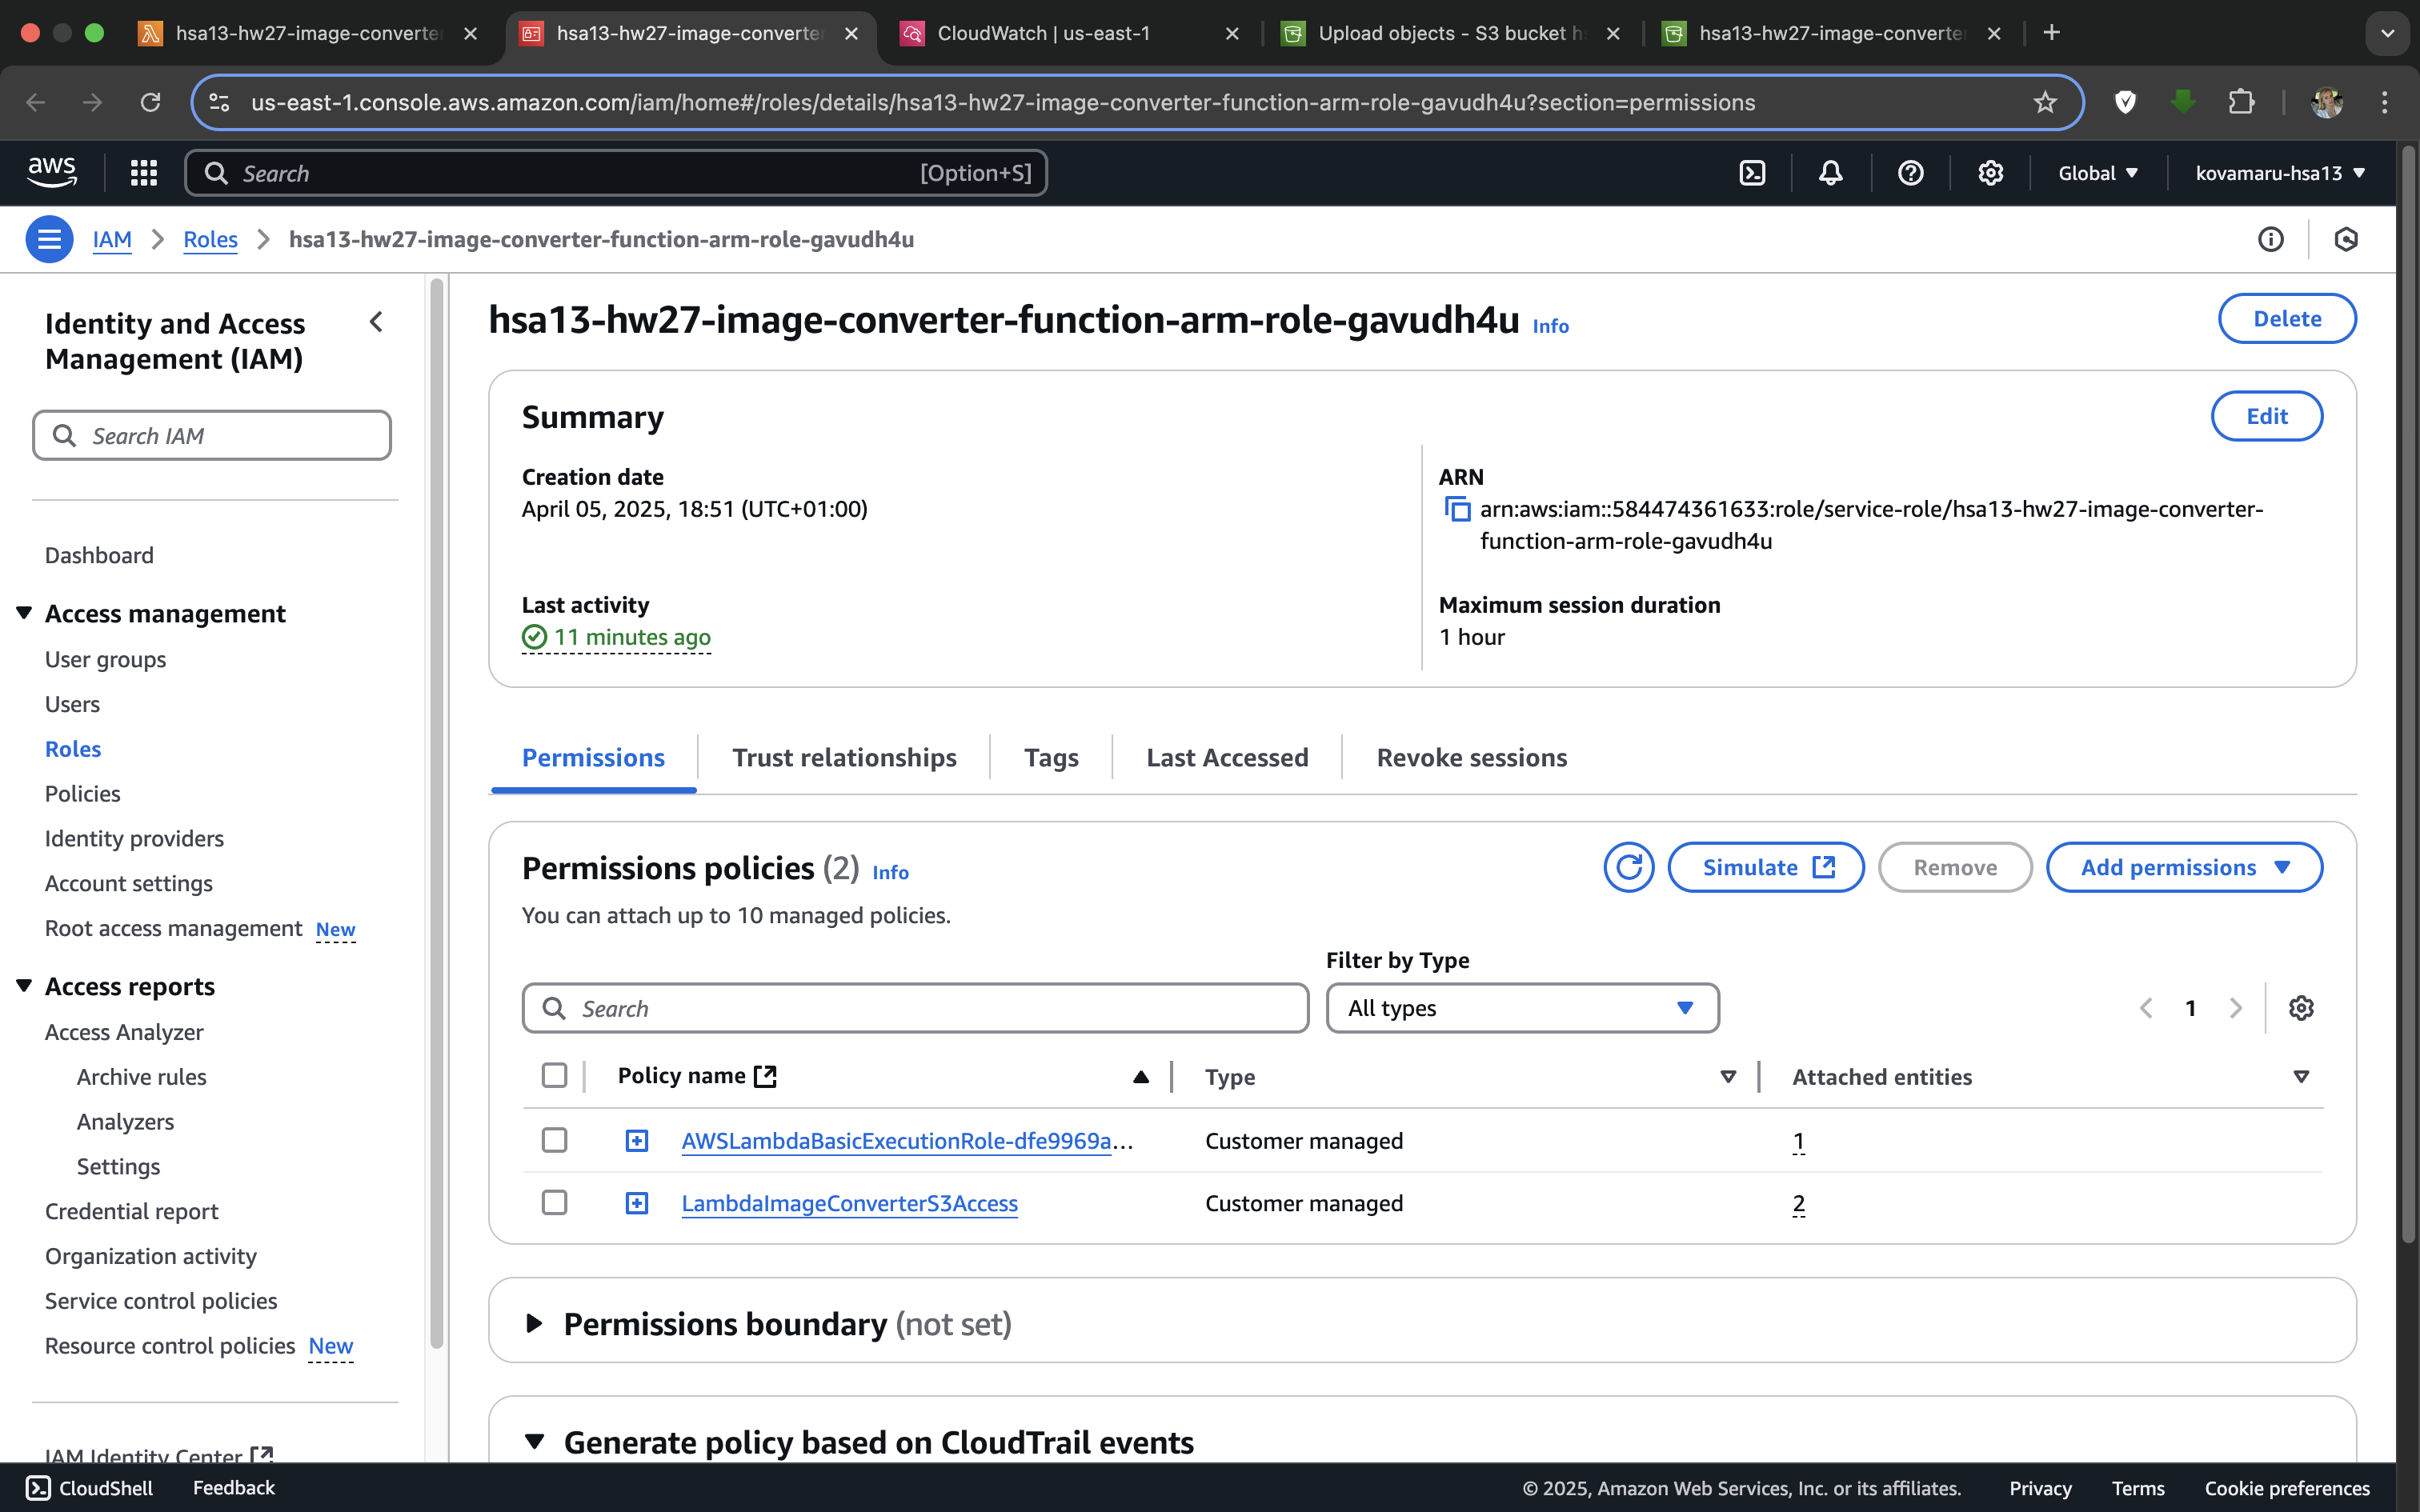 hsa13-hw27-image-converte
hsa13-hw27-image-converte
CloudWatch | us-east-1
Upload objects - S3 bucket h
hsa13-hw27-image-converte
us-east-1.console.aws.amazon.com/iam/home#/roles/details/hsa13-hw27-image-converter-function-arm-role-gavudh4u?section=permissions
aws
Search
[Option+S]
Global
kovamaru-hsa13
IAM
Roles
hsa13-hw27-image-converter-function-arm-role-gavudh4u
Identity and Access
Management (IAM)
Search IAM
Dashboard
Access management
User groups
Users
Roles
Policies
Identity providers
Account settings
Root access management New
Access reports
Access Analyzer
Archive rules
Analyzers
Settings
Credential report
Organization activity
Service control policies
Resource control policies New
IAM Identity Center
hsa13-hw27-image-converter-function-arm-role-gavudh4u Info
Delete
Summary
Edit
Creation date
April 05, 2025, 18:51 (UTC+01:00)
ARN
arn:aws:iam::584474361633:role/service-role/hsa13-hw27-image-converter-
function-arm-role-gavudh4u
Last activity
11 minutes ago
Maximum session duration
1 hour
Permissions
Trust relationships
Tags
Last Accessed
Revoke sessions
Permissions policies (2) Info
Simulate
Remove
Add permissions
You can attach up to 10 managed policies.
Filter by Type
Search
All types
1
Policy name
Type
Attached entities
AWSLambdaBasicExecutionRole-dfe9969a...
Customer managed
1
LambdaImageConverterS3Access
Customer managed
2
Permissions boundary (not set)
Generate policy based on CloudTrail events
CloudShell
Feedback
© 2025, Amazon Web Services, Inc. or its affiliates.
Privacy
Terms
Cookie preferences